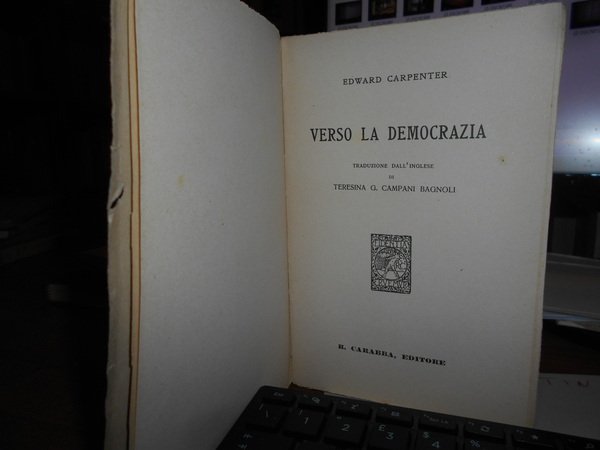 EDWARD CARPENTER
VERSO LA DEMOCRAZIA
TRADUZIONE DALL'INGLESE
DI
TERESINA G. CAMPANI BAGNOLI
R. CARABBA, EDITORE